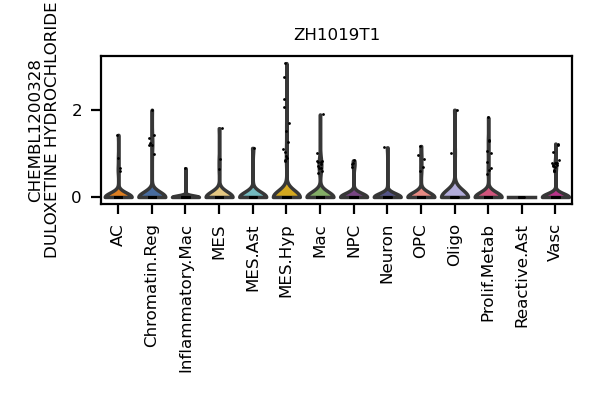 ZH1019T1
CHEMBL1200328
DULOXETINE HYDROCHLORIDE
2
0
AC
Chromatin.Reg
Inflammatory.Mac
MES
MES.Ast
MES.Hyp
Mac
NPC
Neuron
OPC
Oligo
Prolif.Metab
Reactive.Ast
Vasc